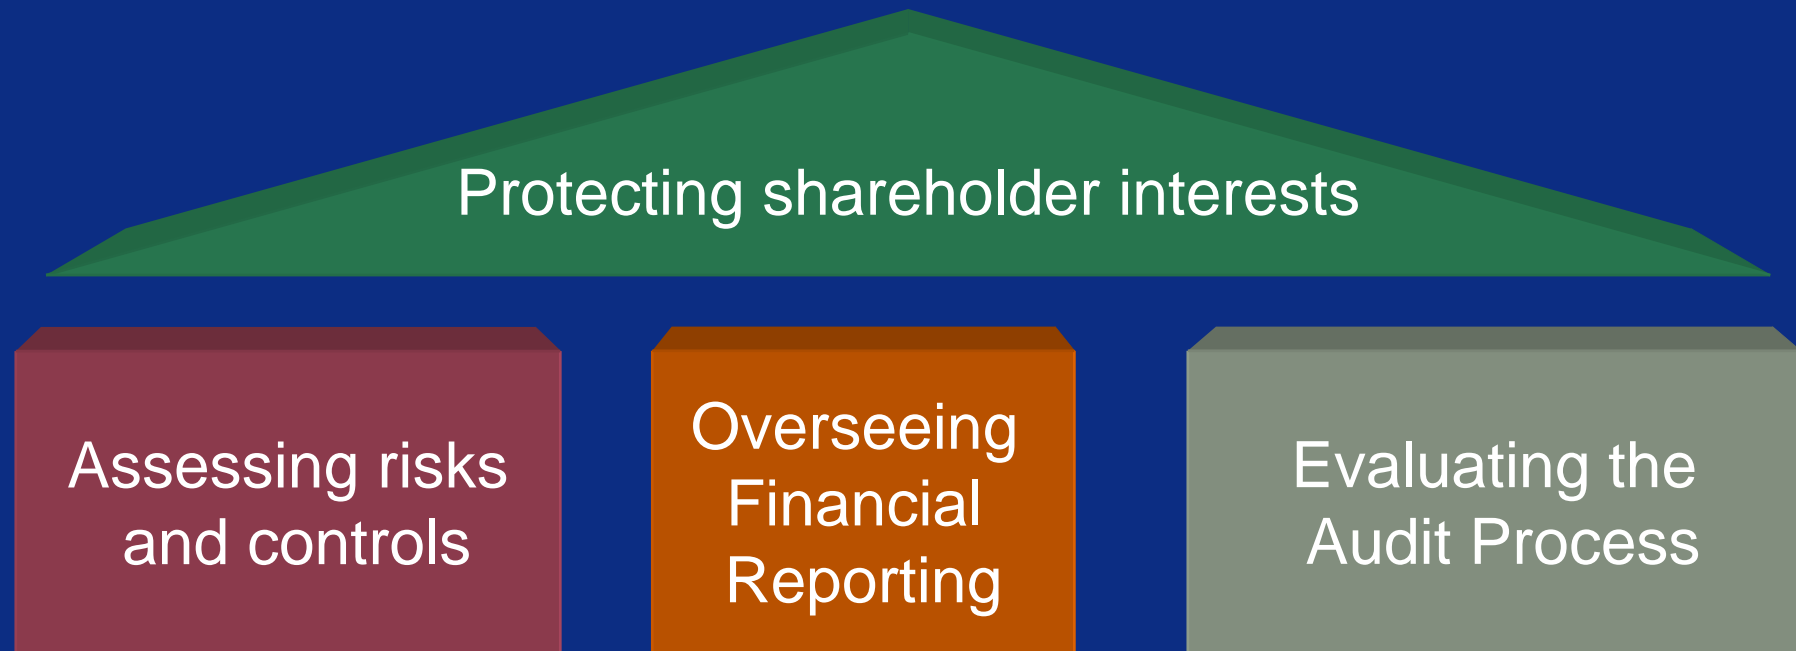 Protecting shareholder interests
Assessing risks
and controls
Overseeing
Financial
Reporting
Evaluating the
Audit Process